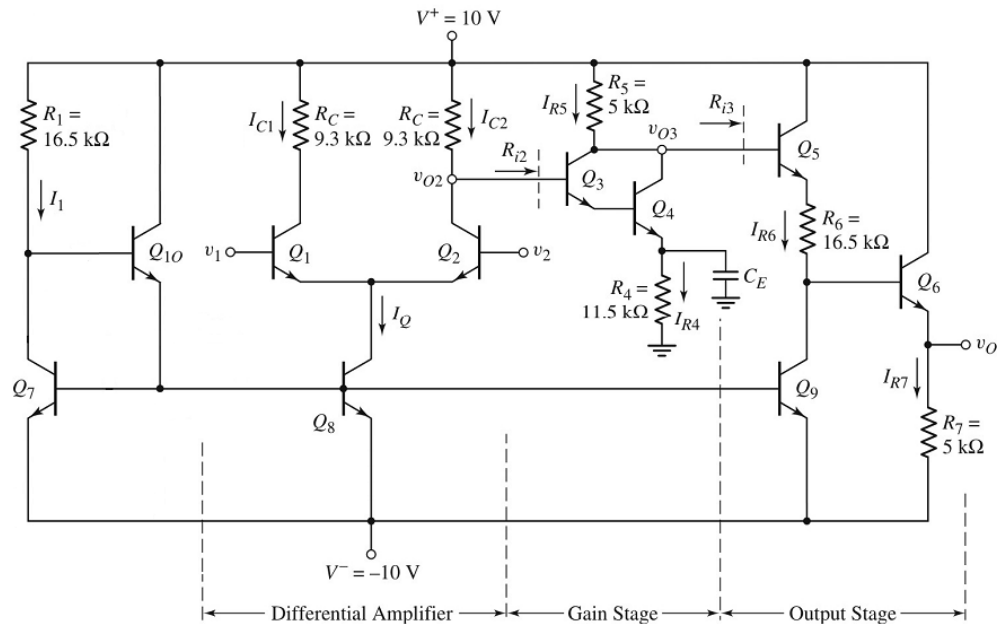 V⁺ = 10 V
R₁ =
16.5 kΩ
I₁
Q₁₀
Q₇
I_C1
R_C =
9.3 kΩ
R_C =
9.3 kΩ
I_C2
v_O2
R_i2
v₁
Q₁
Q₂
v₂
I_Q
Q₈
I_R5
R₅ =
5 kΩ
v_O3
Q₃
Q₄
R₄ =
11.5 kΩ
I_R4
C_E
R_i3
Q₅
I_R6
R₆ =
16.5 kΩ
Q₆
Q₉
v_O
I_R7
R₇ =
5 kΩ
V⁻ = –10 V
Differential Amplifier
Gain Stage
Output Stage